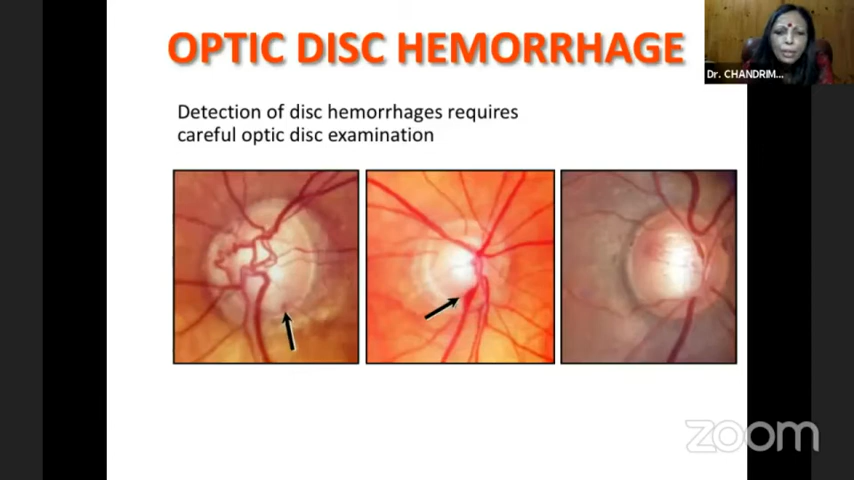 OPTIC DISC HEMORRHAGE
Dr. CHANDRIM...
Detection of disc hemorrhages requires
careful optic disc examination
zoom